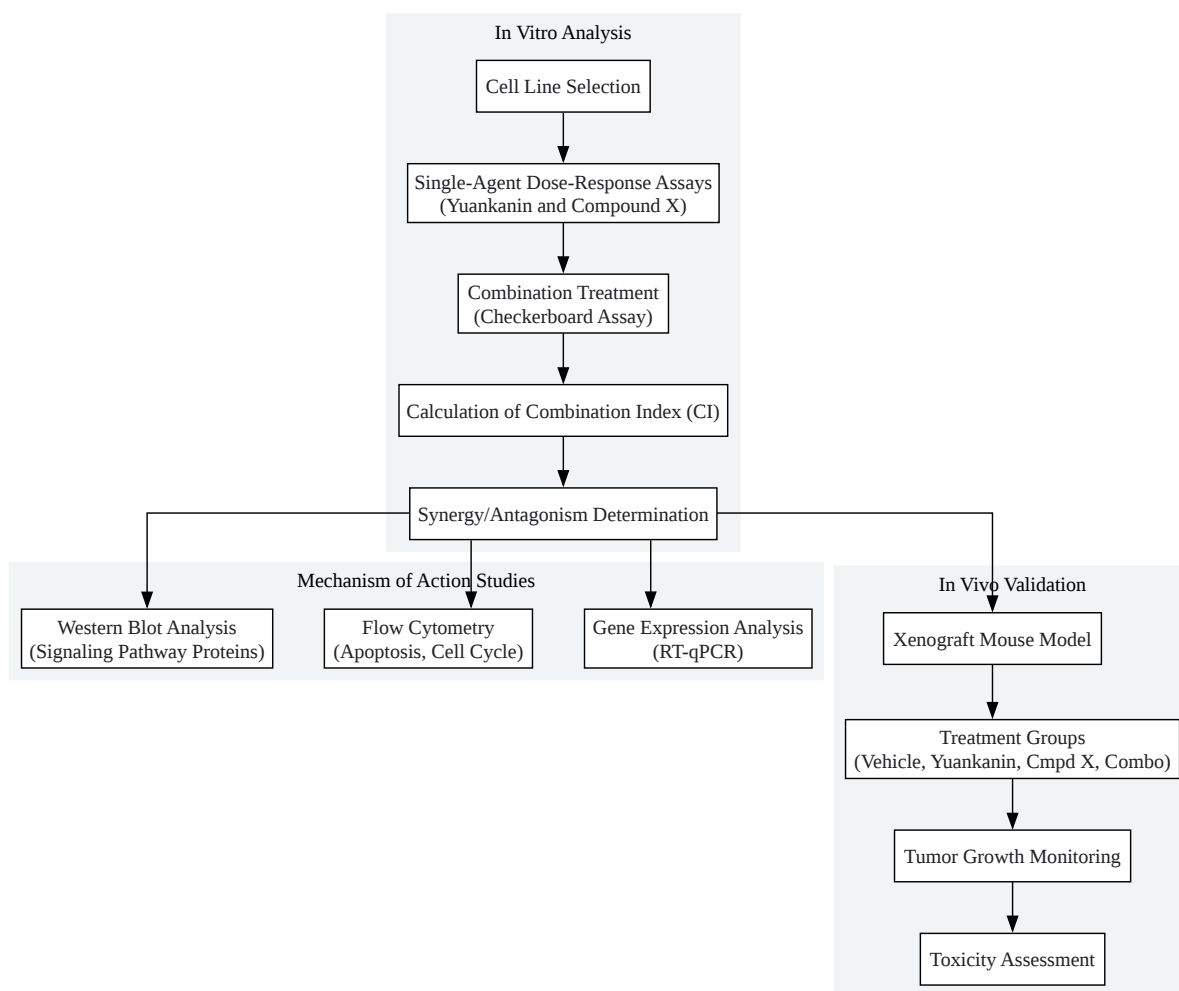 In Vitro Analysis
Cell Line Selection
Single-Agent Dose-Response Assays
(Yuankanin and Compound X)
Combination Treatment
(Checkerboard Assay)
Calculation of Combination Index (CI)
Synergy/Antagonism Determination
Mechanism of Action Studies
Western Blot Analysis
(Signaling Pathway Proteins)
Flow Cytometry
(Apoptosis, Cell Cycle)
Gene Expression Analysis
(RT-qPCR)
In Vivo Validation
Xenograft Mouse Model
Treatment Groups
(Vehicle, Yuankanin, Cmpd X, Combo)
Tumor Growth Monitoring
Toxicity Assessment